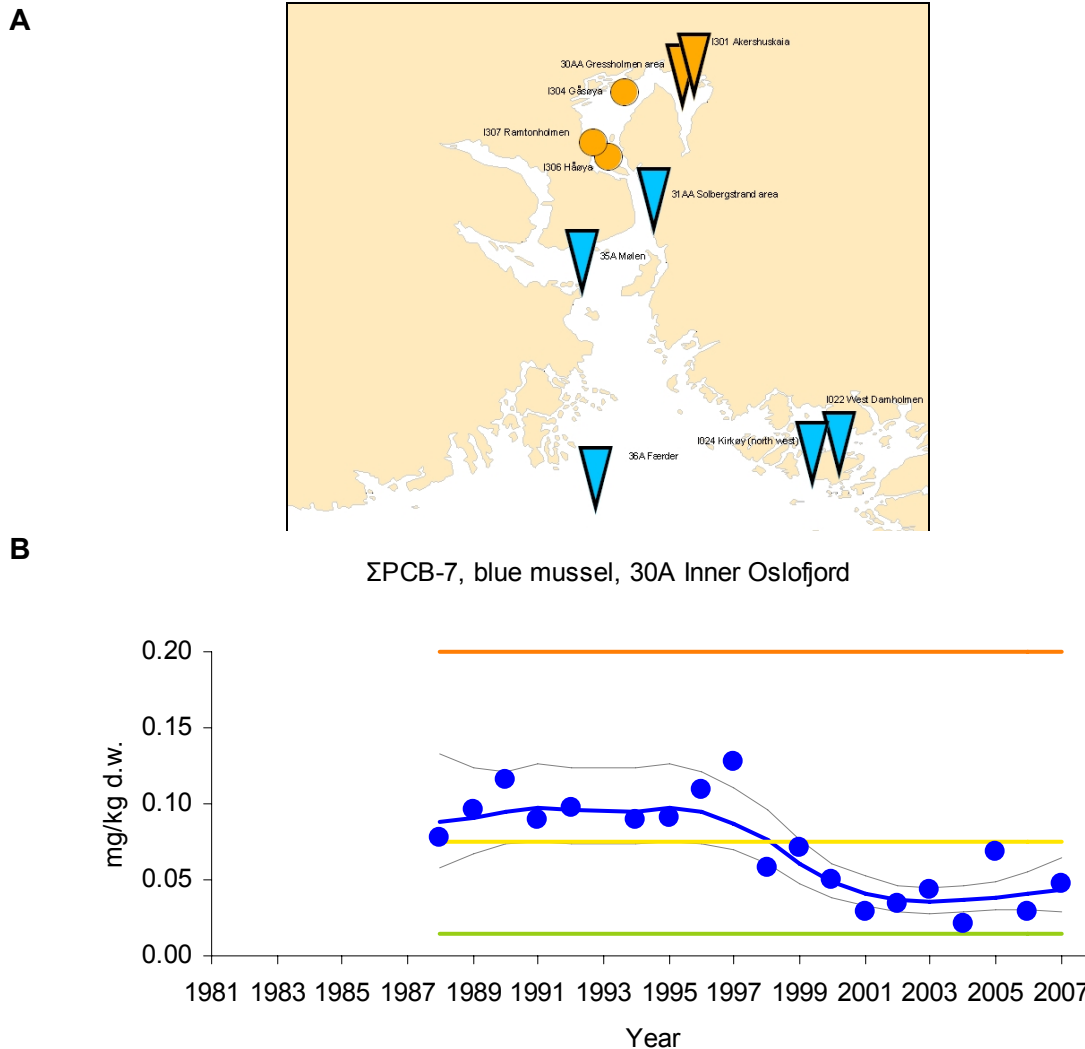 A
I301 Akershuskaia
30AA Gressholmen area
I304 Gåsøya
I307 Ramtonholmen
I306 Håøya
31AA Solbergstrand area
35A Mølen
I022 West Damholmen
I024 Kirkøy (north west)
36A Færder
B
ΣPCB-7, blue mussel, 30A Inner Oslofjord
0.20
0.15
0.10
0.05
0.00
mg/kg d.w.
1981 1983 1985 1987 1989 1991 1993 1995 1997 1999 2001 2003 2005 2007
Year